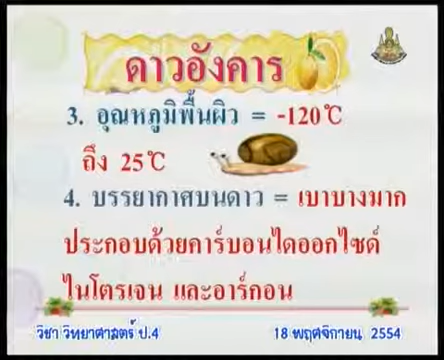 ดาวอังคาร
3. อุณหภูมิพื้นผิว = -120°C
ถึง 25°C
4. บรรยากาศบนดาว = เบาบางมาก
ประกอบด้วยคาร์บอนไดออกไซด์
ไนโตรเจน และอาร์กอน
วิชา วิทยาศาสตร์ ป.4
18 พฤศจิกายน 2554